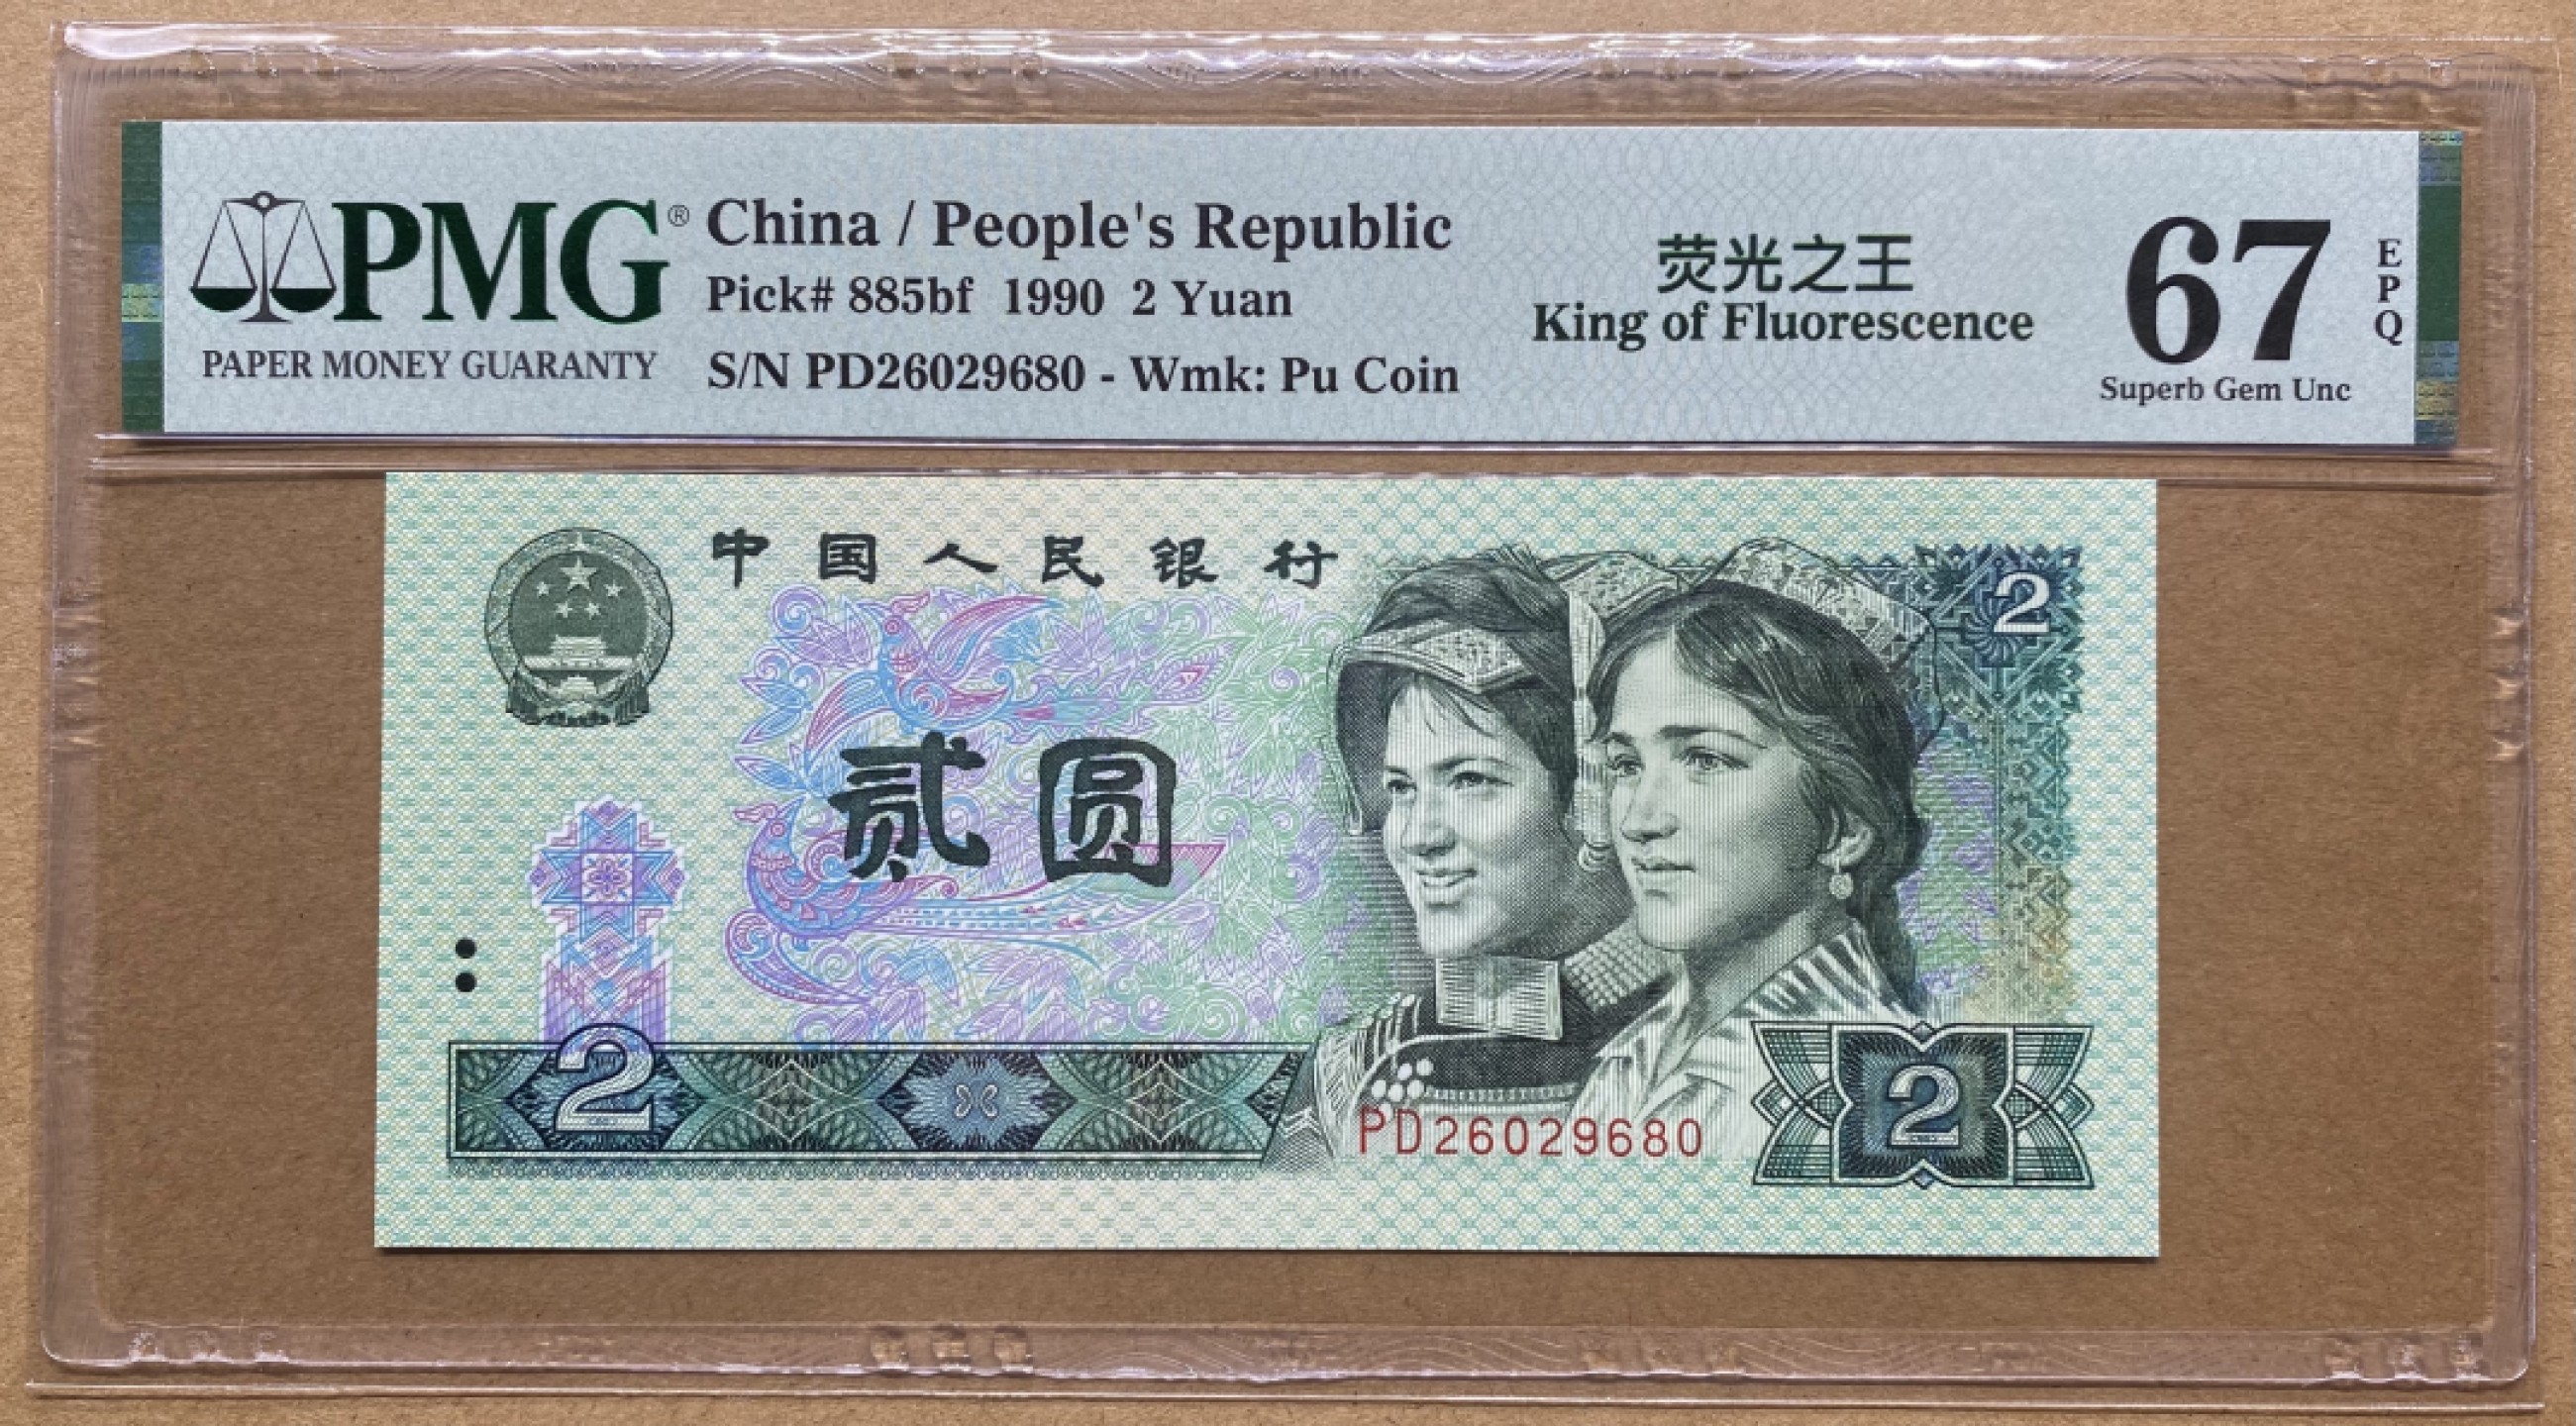 PMG®
PAPER MONEY GUARANTY
China / People's Republic
Pick# 885bf 1990 2 Yuan
S/N PD26029680 - Wmk: Pu Coin
荧光之王
King of Fluorescence
67
EPQ
Superb Gem Unc
中国人民银行
2
贰圆
2
PD26029680
2